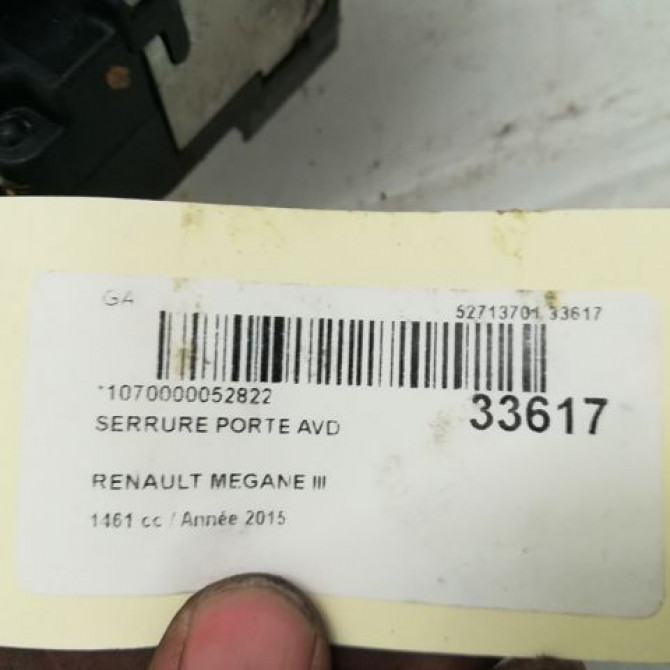 GA
52713701 33617
*1070000052822
33617
SERRURE PORTE AVD
RENAULT MEGANE III
1461 cc / Année 2015